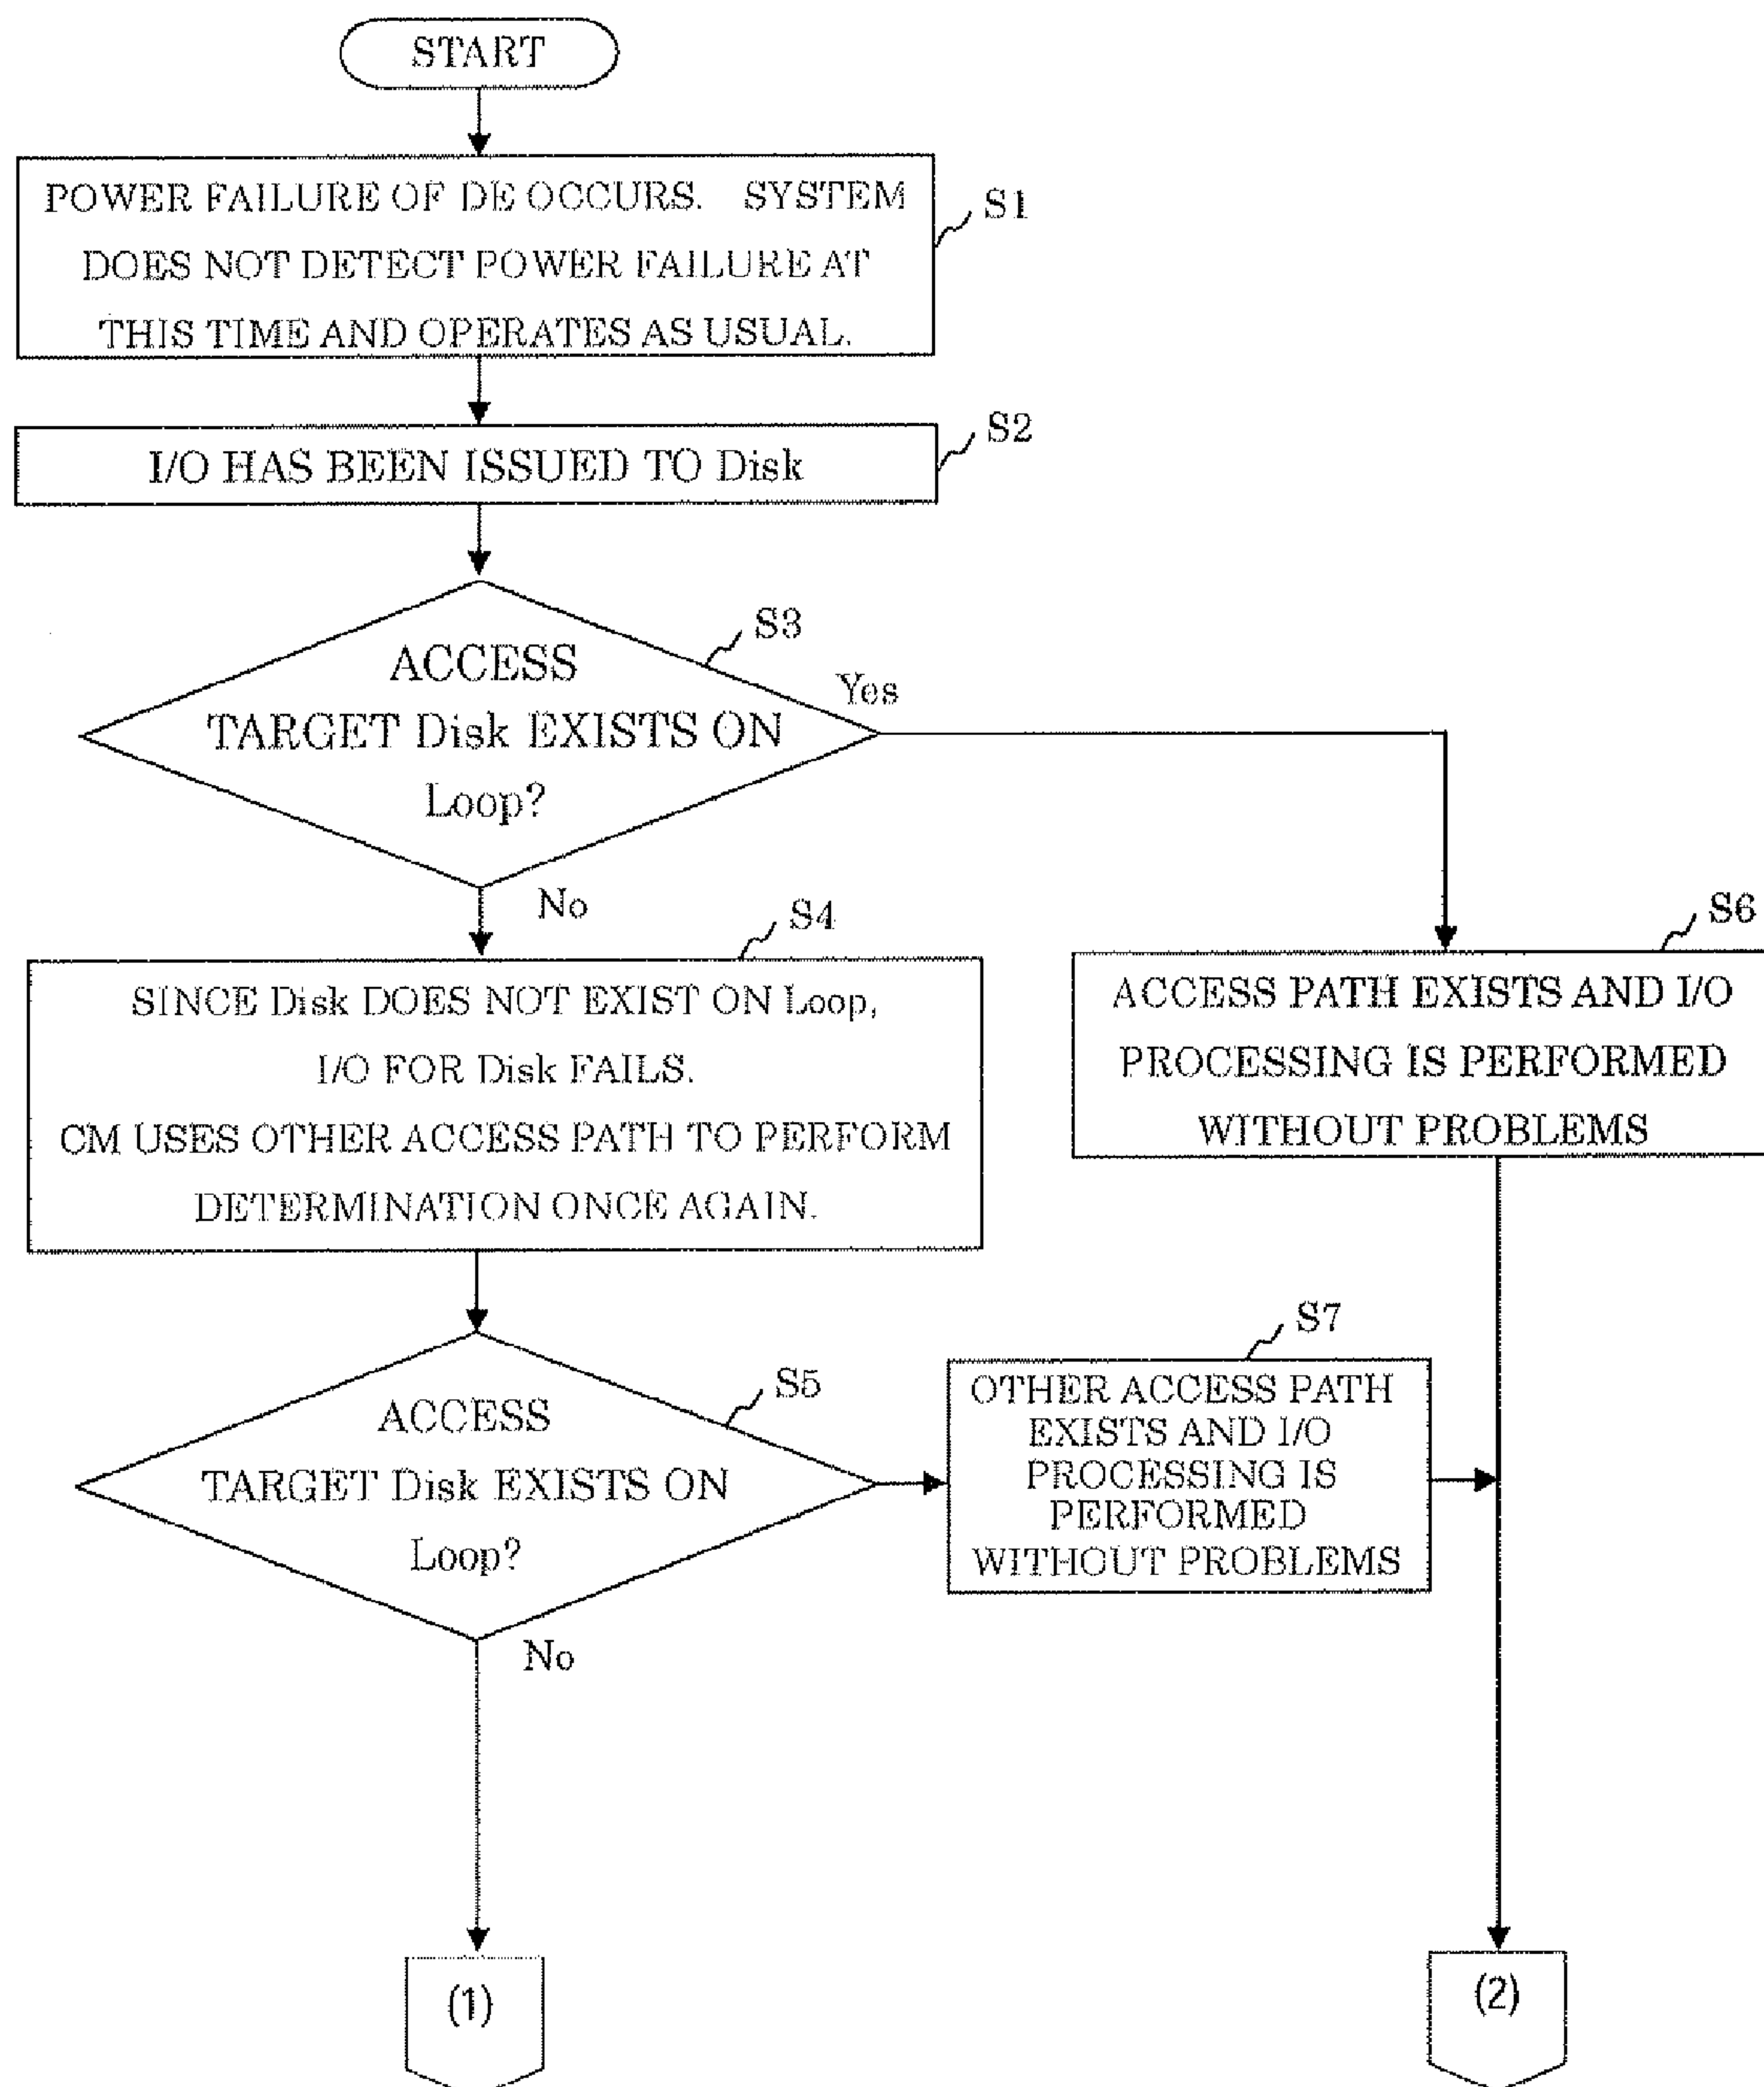 START
POWER FAILURE OF DE OCCURS. SYSTEM
DOES NOT DETECT POWER FAILURE AT
THIS TIME AND OPERATES AS USUAL.
S1
I/O HAS BEEN ISSUED TO Disk
S2
ACCESS
TARGET Disk EXISTS ON
Loop?
S3
Yes
No
SINCE Disk DOES NOT EXIST ON Loop,
I/O FOR Disk FAILS.
CM USES OTHER ACCESS PATH TO PERFORM
DETERMINATION ONCE AGAIN.
S4
ACCESS PATH EXISTS AND I/O
PROCESSING IS PERFORMED
WITHOUT PROBLEMS
S6
ACCESS
TARGET Disk EXISTS ON
Loop?
S5
No
OTHER ACCESS PATH
EXISTS AND I/O
PROCESSING IS
PERFORMED
WITHOUT PROBLEMS
S7
(1)
(2)